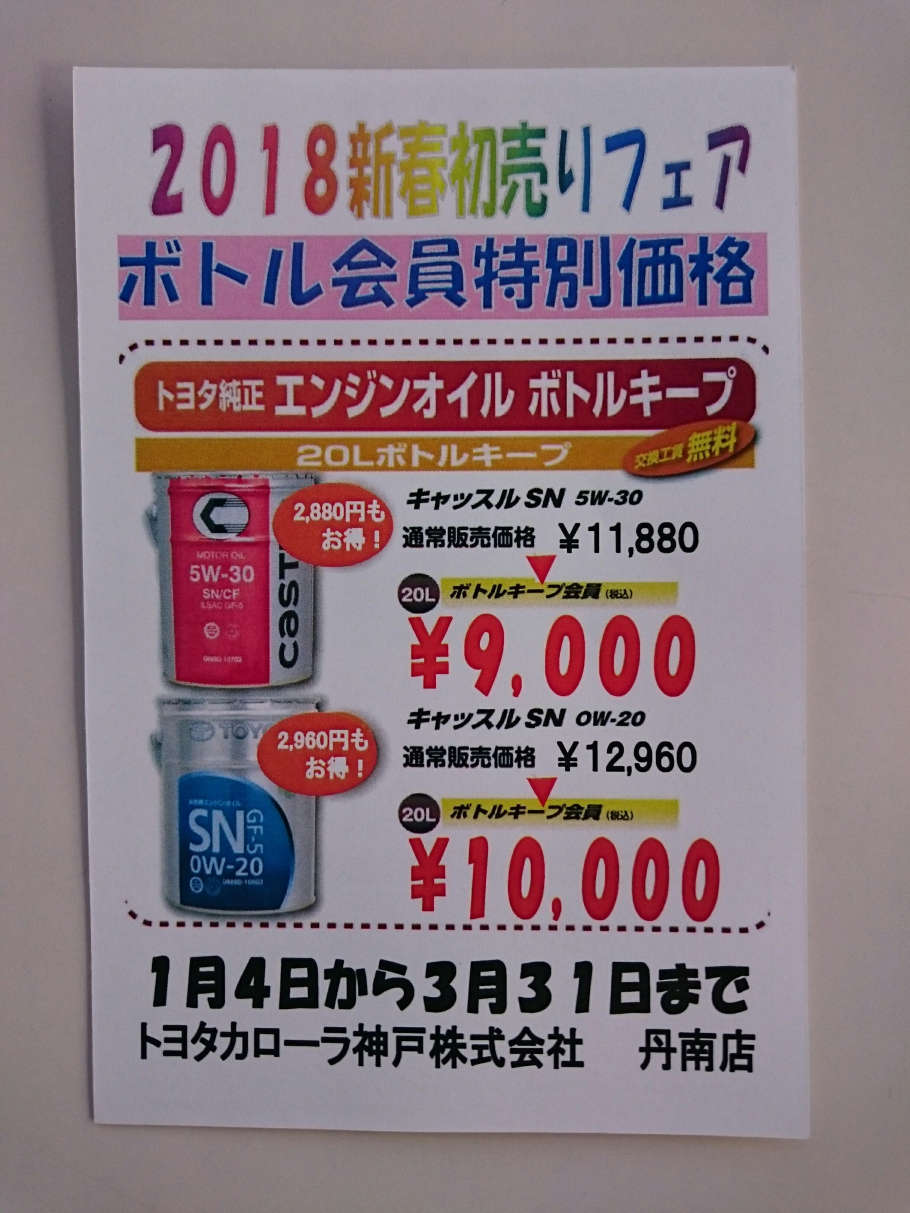 2018新春初売りフェア
ボトル会員特別価格
トヨタ純正 エンジンオイル ボトルキープ
20Lボトルキープ
交換工賃 無料
2,880円も
お得!
キャッスル SN 5W-30
通常販売価格 ¥11,880
20L ボトルキープ会員(税込)
¥9,000
MOTOR OIL
5W-30
SN/CF
ILSAC GF-5
CAST
2,960円も
お得!
キャッスル SN 0W-20
通常販売価格 ¥12,960
20L ボトルキープ会員(税込)
¥10,000
TOYO
SN
GF-5
0W-20
1月4日から3月31日まで
トヨタカローラ神戸株式会社 丹南店